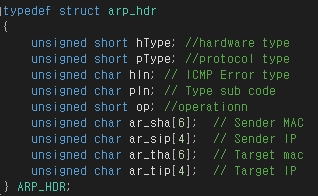 typedef struct arp_hdr
{
unsigned short hType; //hardware type
unsigned short pType; //protocol type
unsigned char hln; // ICMP Error type
unsigned char pln; // Type sub code
unsigned short op; //operationn
unsigned char ar_sha[6]; // Sender MAC
unsigned char ar_sip[4]; // Sender IP
unsigned char ar_tha[6]; // Target mac
unsigned char ar_tip[4]; // Target IP
} ARP_HDR;